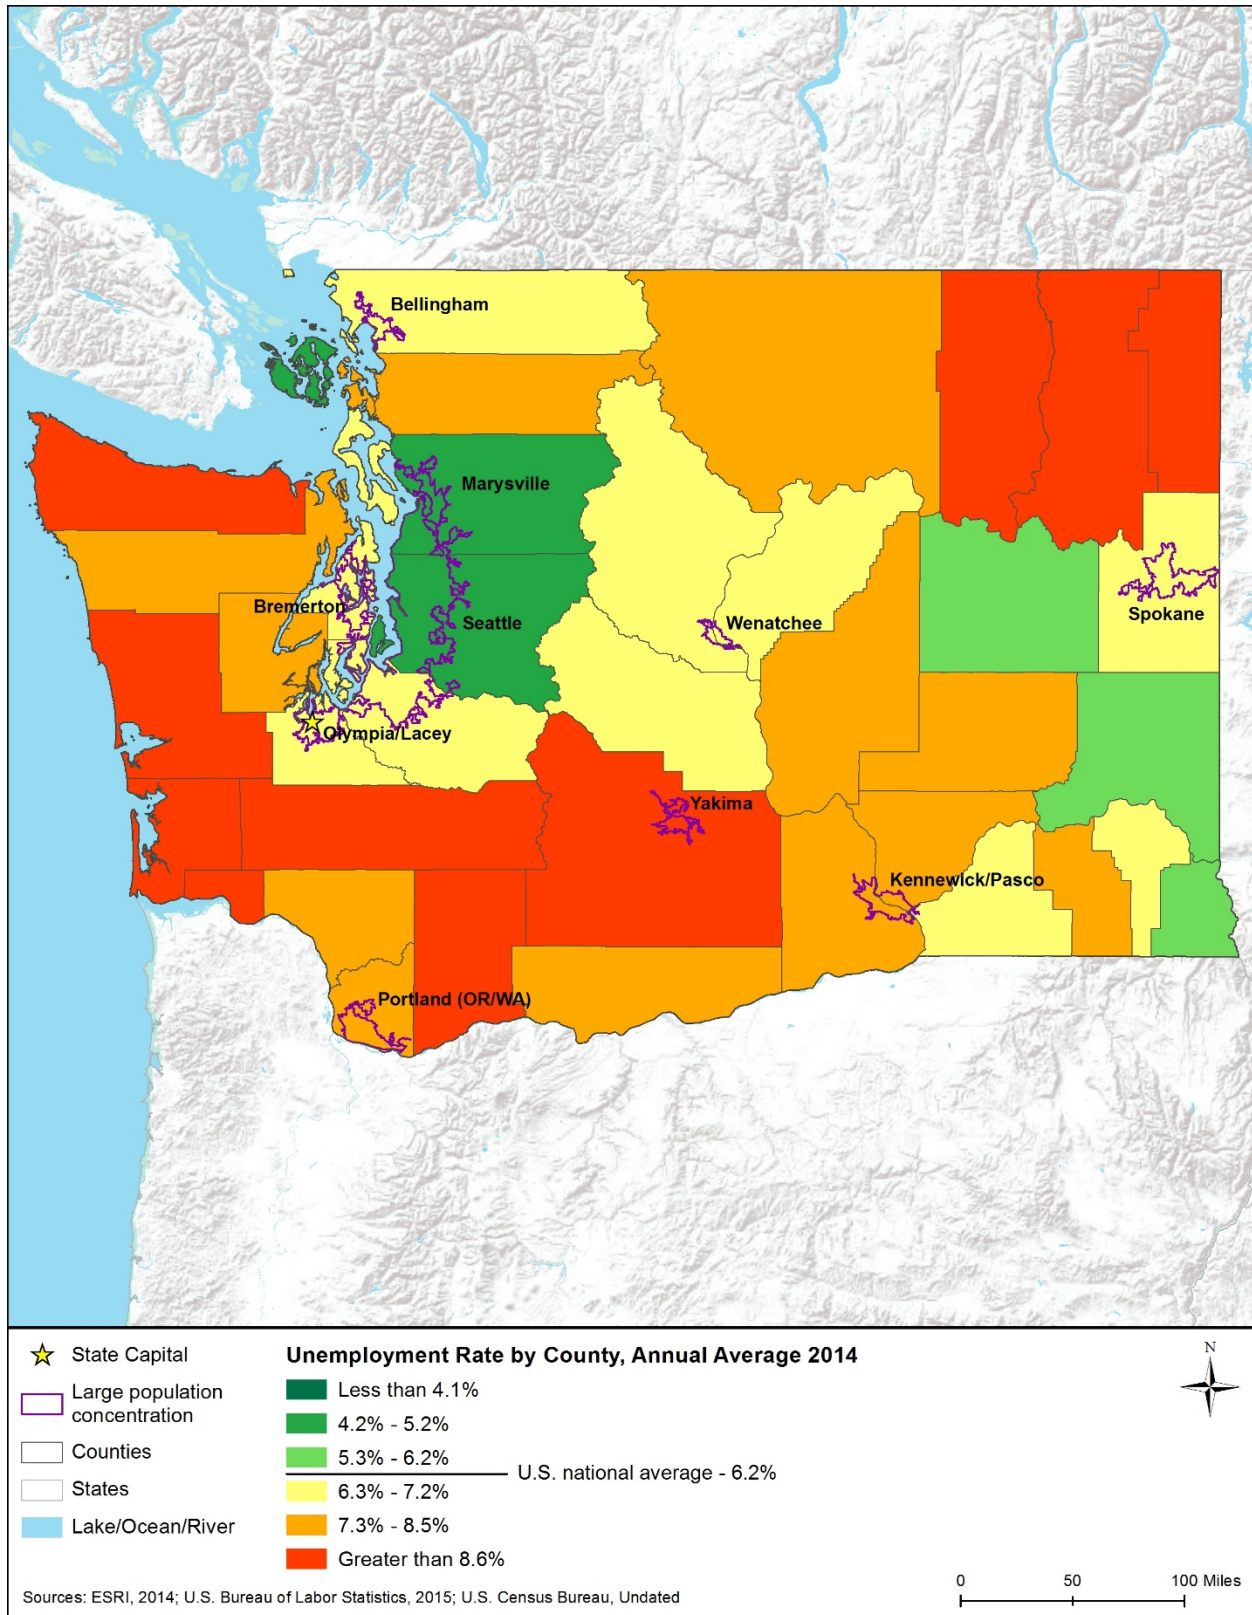 Bellingham
Marysville
Bremerton
Seattle
Wenatchee
Spokane
Olympia/Lacey
Yakima
Kennewick/Pasco
Portland (OR/WA)
State Capital
Large population
concentration
Counties
States
Lake/Ocean/River
Unemployment Rate by County, Annual Average 2014
Less than 4.1%
4.2% - 5.2%
5.3% - 6.2%
U.S. national average - 6.2%
6.3% - 7.2%
7.3% - 8.5%
Greater than 8.6%
N
0 50 100 Miles
Sources: ESRI, 2014; U.S. Bureau of Labor Statistics, 2015; U.S. Census Bureau, Undated